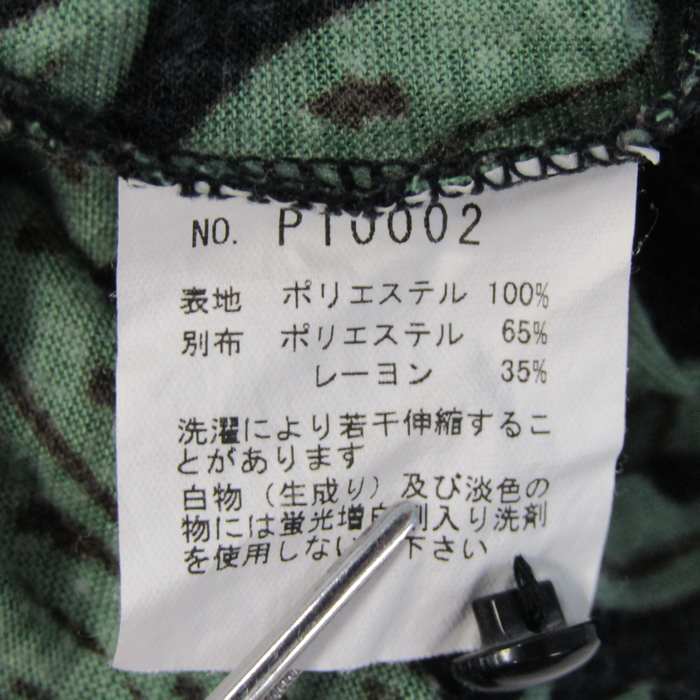 NO. P10002
表地 ポリエステル 100%
別布 ポリエステル 65%
レーヨン 35%
洗濯により若干伸縮するこ
とがあります
白物（生成り）及び淡色の
物には蛍光増白剤入り洗剤
を使用しない 下さい